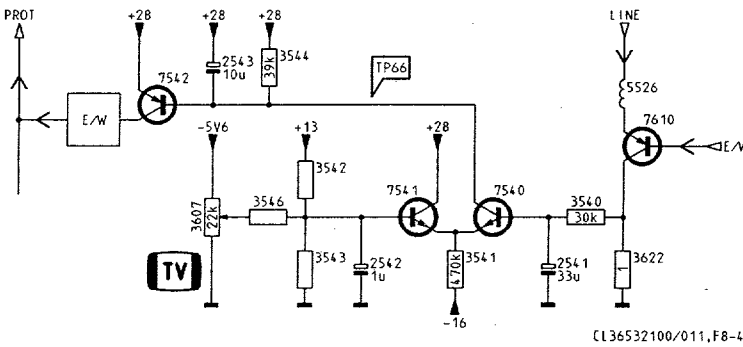 PROT
+28
+28
+28
LINE
2543
10u
3544
39k
7542
TP66
5526
7610
E/W
-5V6
+13
+28
3542
7541
7540
3540
30k
3546
3607
22k
3543
2542
1u
470k
3541
2541
33u
1
3622
TV
-16
CL36532100/011,F8-4